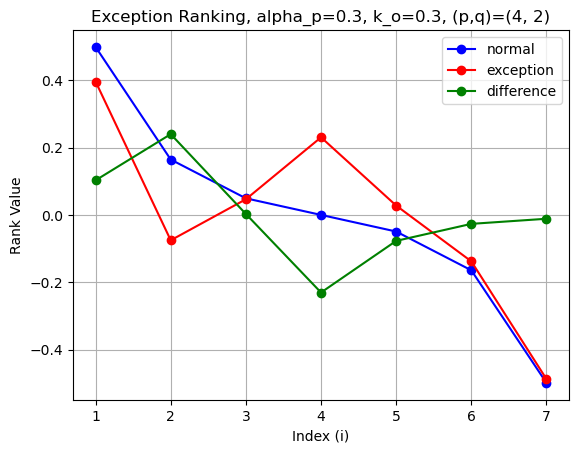 Exception Ranking, alpha_p=0.3, k_o=0.3, (p,q)=(4, 2)
normal
exception
difference
Rank Value
0.4
0.2
0.0
−0.2
−0.4
1 2 3 4 5 6 7
Index (i)